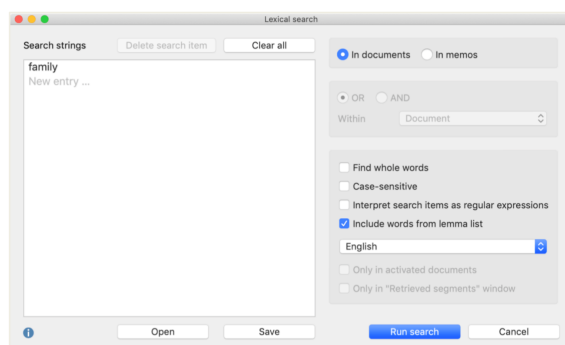 Lexical search
Search strings
Delete search item
Clear all
family
New entry ...
In documents
In memos
OR
AND
Within
Document
Find whole words
Case-sensitive
Interpret search items as regular expressions
Include words from lemma list
English
Only in activated documents
Only in "Retrieved segments" window
Open
Save
Run search
Cancel